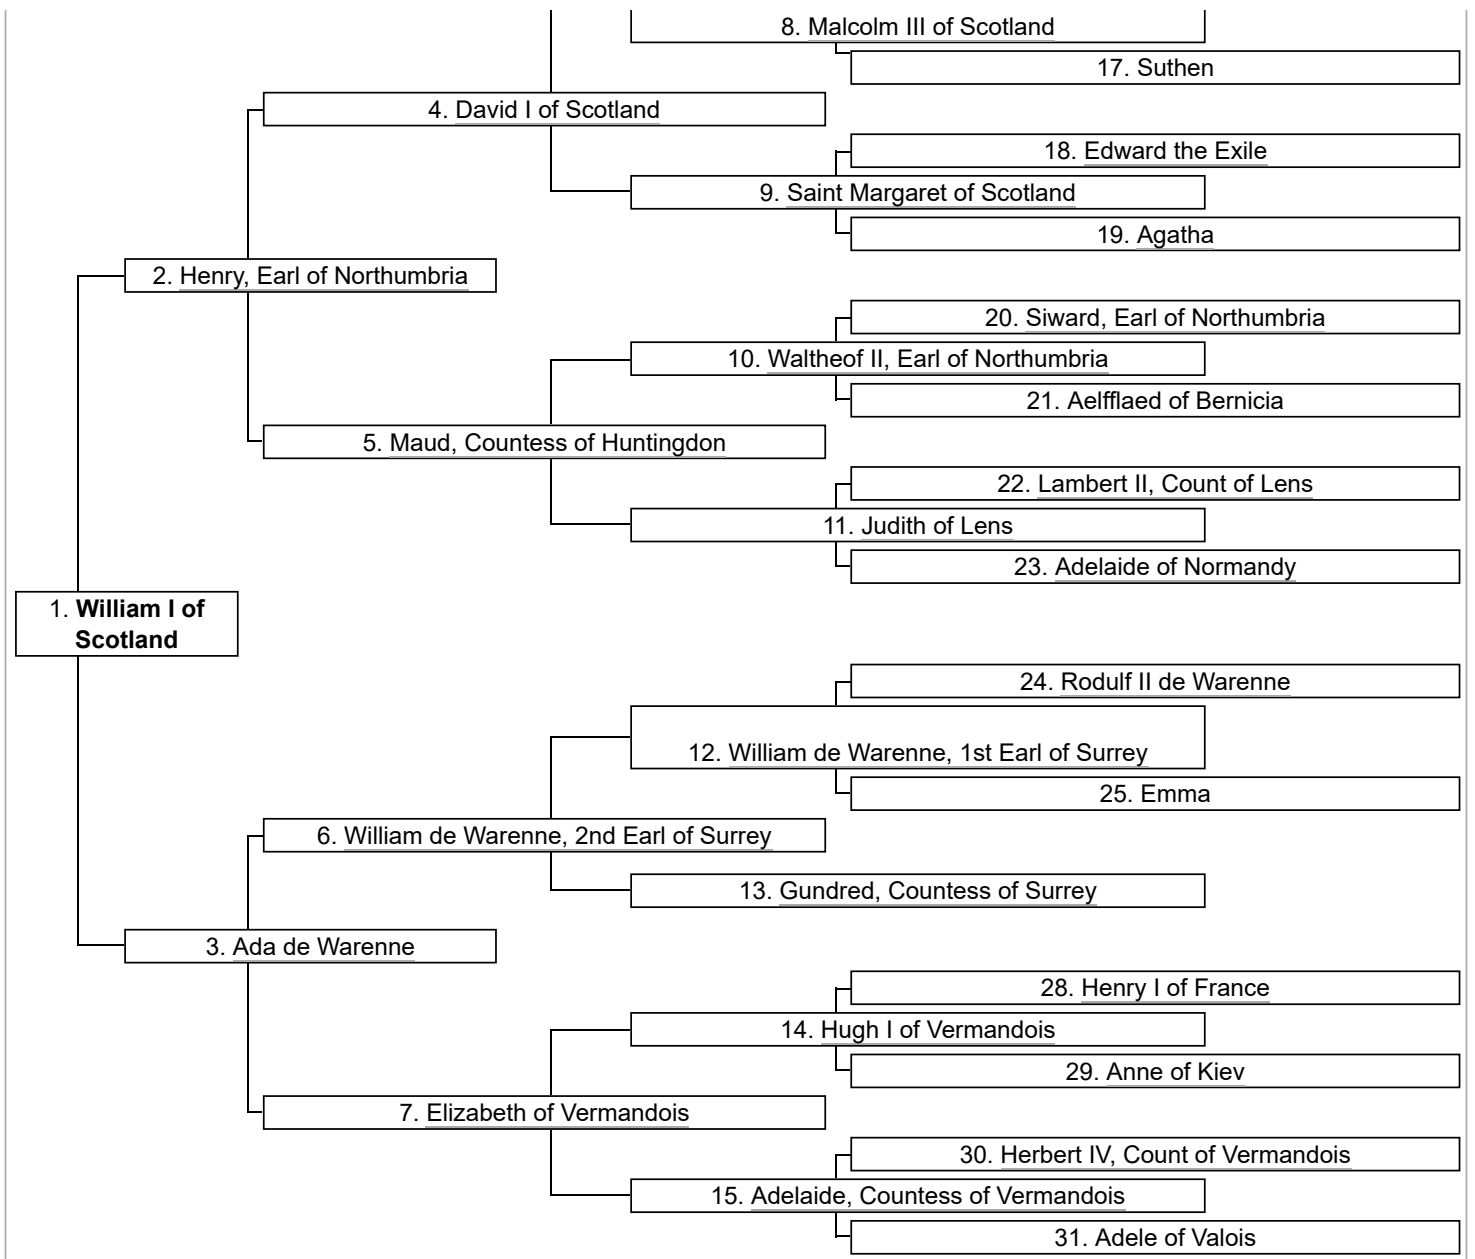 8. Malcolm III of Scotland
17. Suthen
4. David I of Scotland
18. Edward the Exile
9. Saint Margaret of Scotland
19. Agatha
2. Henry, Earl of Northumbria
20. Siward, Earl of Northumbria
10. Waltheof II, Earl of Northumbria
21. Aelfflaed of Bernicia
5. Maud, Countess of Huntingdon
22. Lambert II, Count of Lens
11. Judith of Lens
23. Adelaide of Normandy
1. William I of
Scotland
24. Rodulf II de Warenne
12. William de Warenne, 1st Earl of Surrey
25. Emma
6. William de Warenne, 2nd Earl of Surrey
13. Gundred, Countess of Surrey
3. Ada de Warenne
28. Henry I of France
14. Hugh I of Vermandois
29. Anne of Kiev
7. Elizabeth of Vermandois
30. Herbert IV, Count of Vermandois
15. Adelaide, Countess of Vermandois
31. Adele of Valois